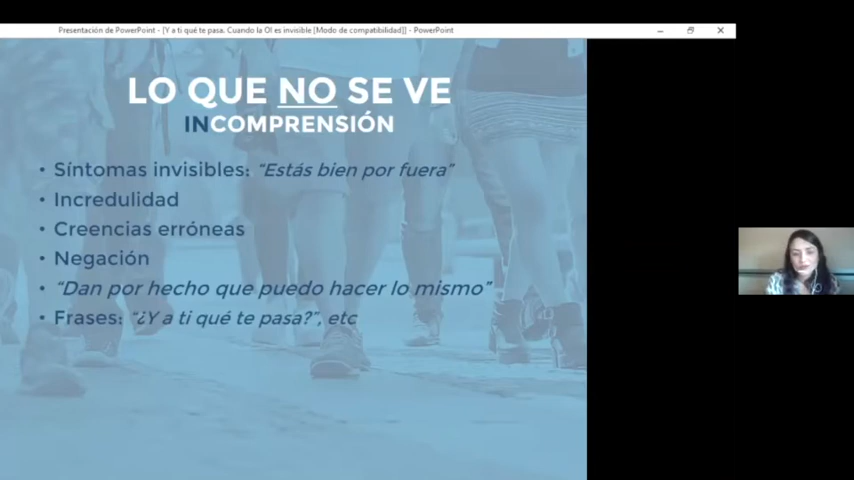 Presentación de PowerPoint - [Y a ti qué te pasa. Cuando la OI es invisible [Modo de compatibilidad]] - PowerPoint
LO QUE NO SE VE
INCOMPRENSIÓN
• Síntomas invisibles: “Estás bien por fuera”
• Incredulidad
• Creencias erróneas
• Negación
• “Dan por hecho que puedo hacer lo mismo”
• Frases: “¿Y a ti qué te pasa?”, etc